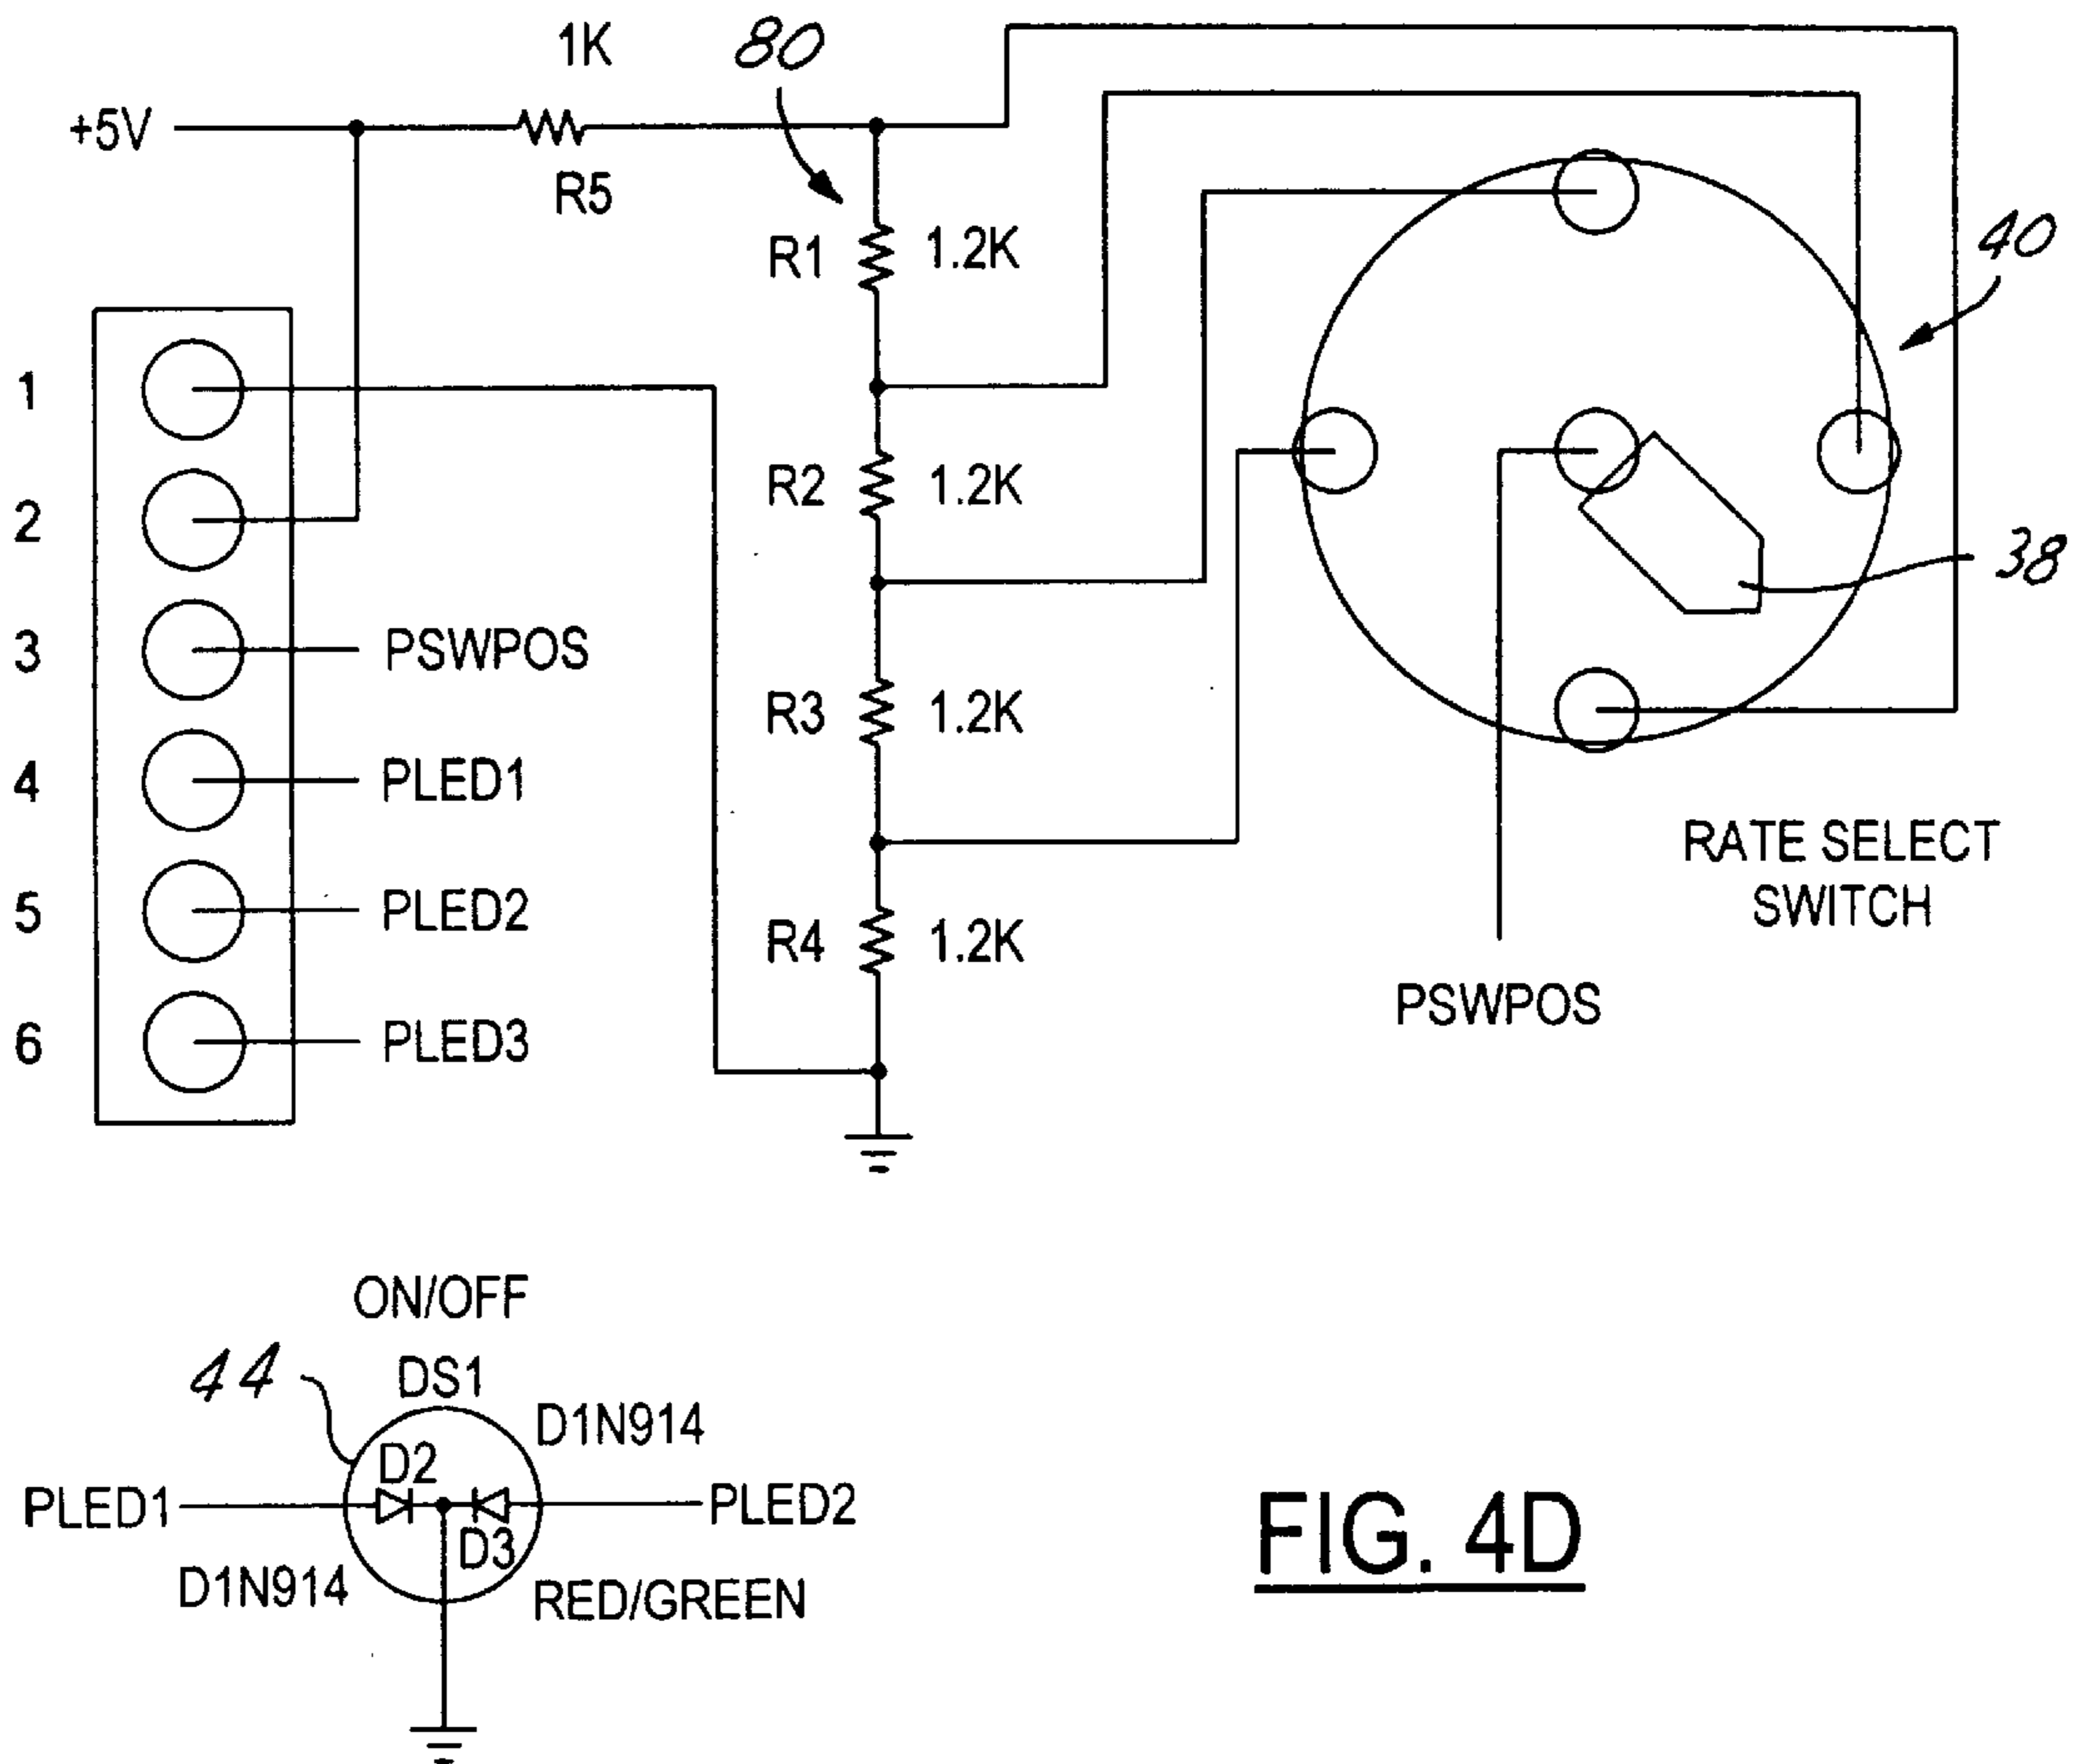 1K
80
+5V
R5
R1
1.2K
40
1
R2
1.2K
2
38
3
PSWPOS
R3
1.2K
4
PLED1
RATE SELECT
SWITCH
5
PLED2
R4
1.2K
PSWPOS
6
PLED3
ON/OFF
44
DS1
D1N914
D2
PLED1
PLED2
D3
D1N914
RED/GREEN
FIG. 4D